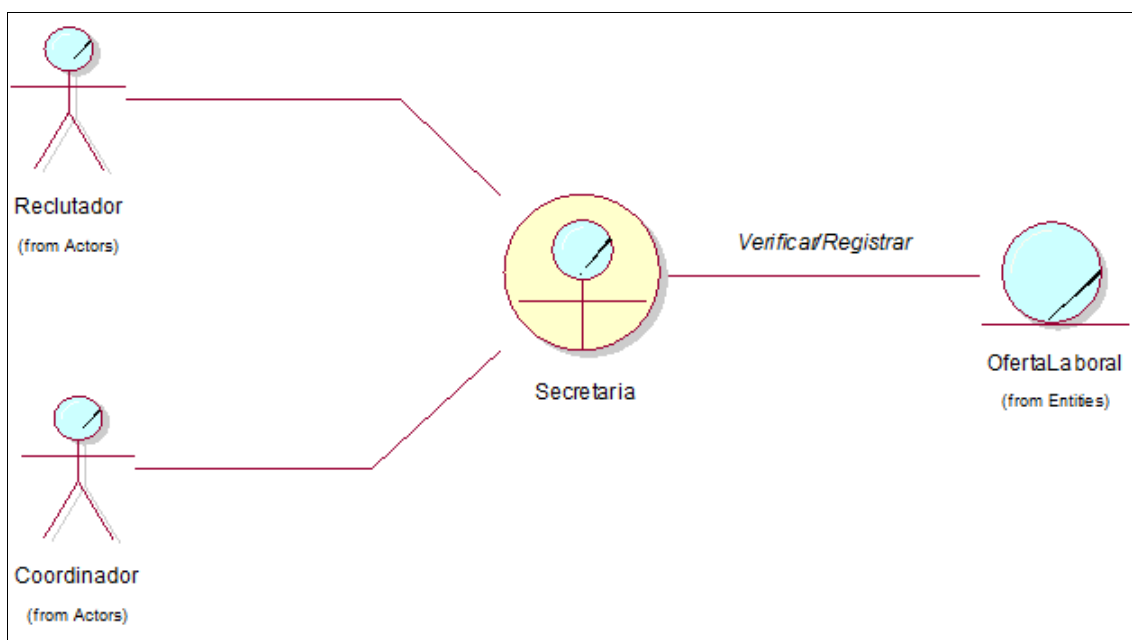 Reclutador
(from Actors)
Verificar/Registrar
Secretaria
OfertaLaboral
(from Entities)
Coordinador
(from Actors)